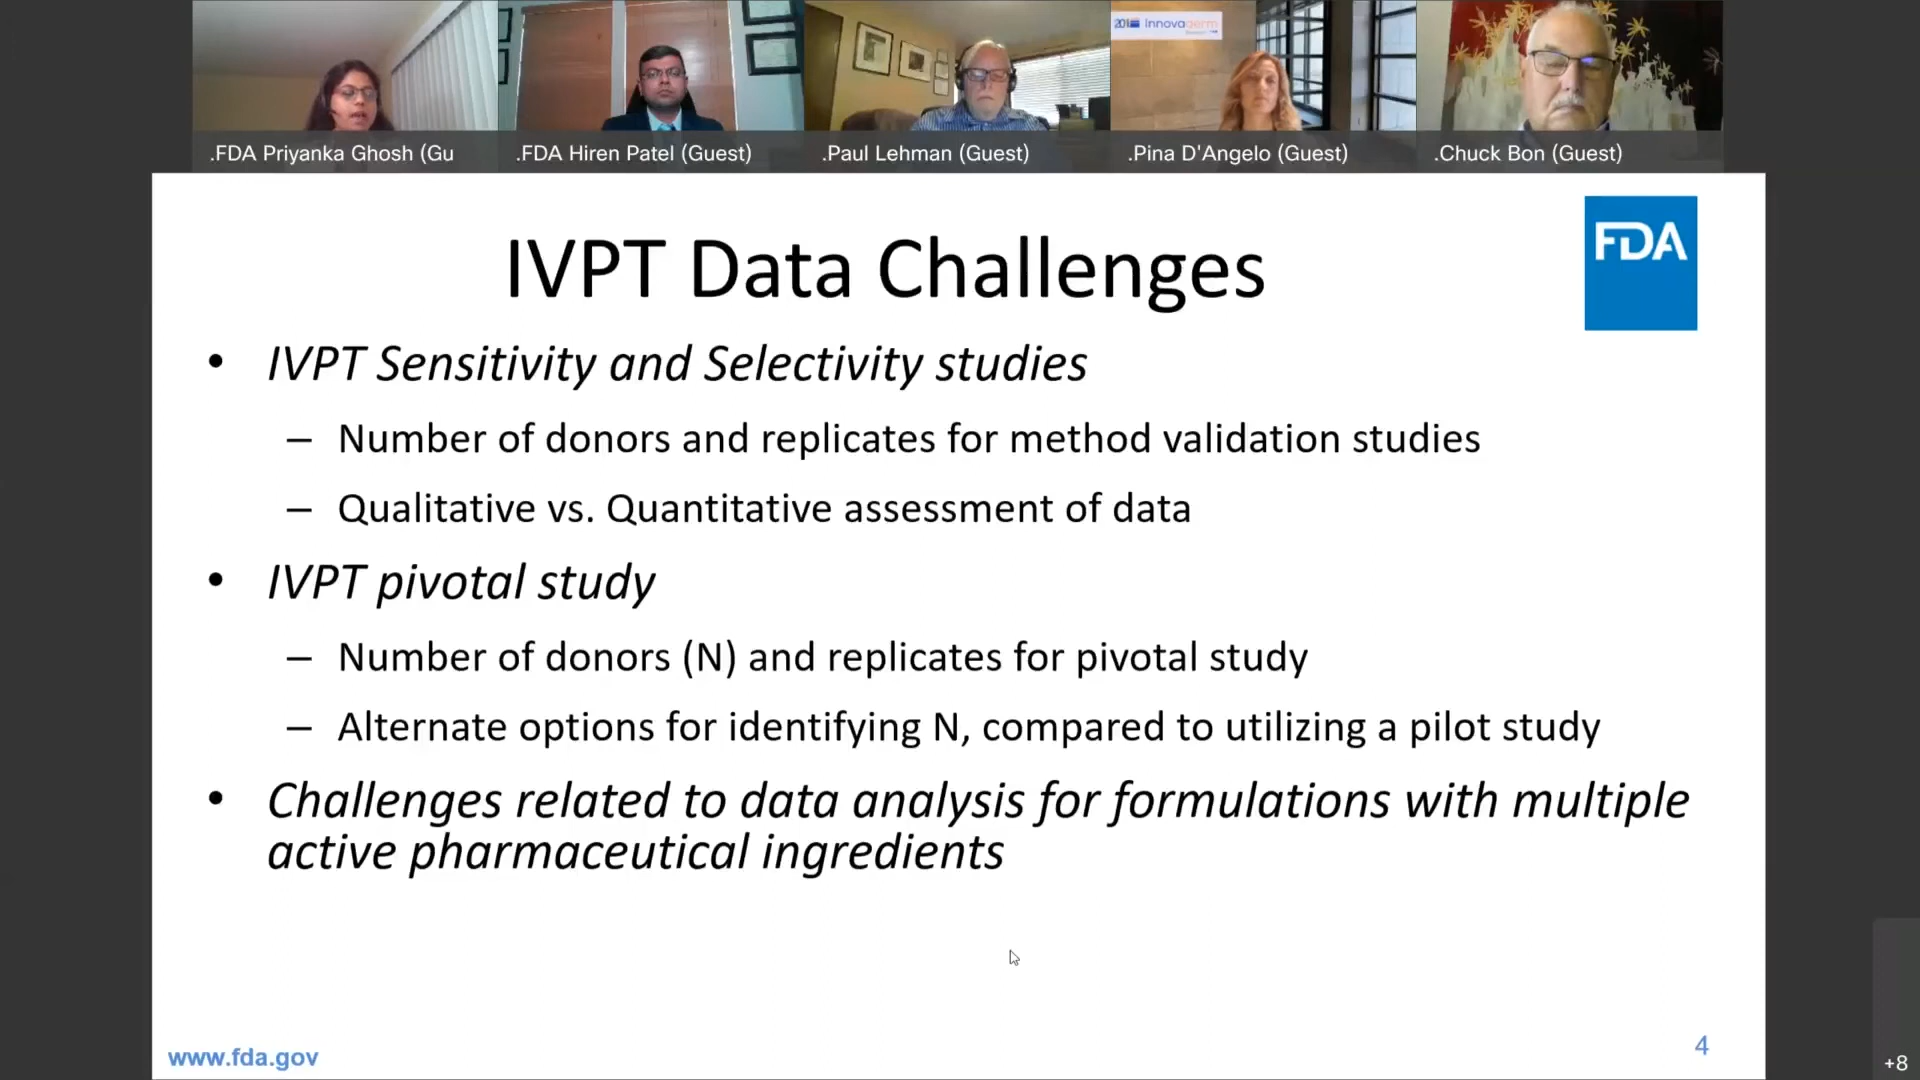 20 Innovaderm
.FDA Priyanka Ghosh (Gu
.FDA Hiren Patel (Guest)
.Paul Lehman (Guest)
.Pina D'Angelo (Guest)
.Chuck Bon (Guest)
FDA
IVPT Data Challenges
• IVPT Sensitivity and Selectivity studies
– Number of donors and replicates for method validation studies
– Qualitative vs. Quantitative assessment of data
• IVPT pivotal study
– Number of donors (N) and replicates for pivotal study
– Alternate options for identifying N, compared to utilizing a pilot study
• Challenges related to data analysis for formulations with multiple
active pharmaceutical ingredients
www.fda.gov
4
+8